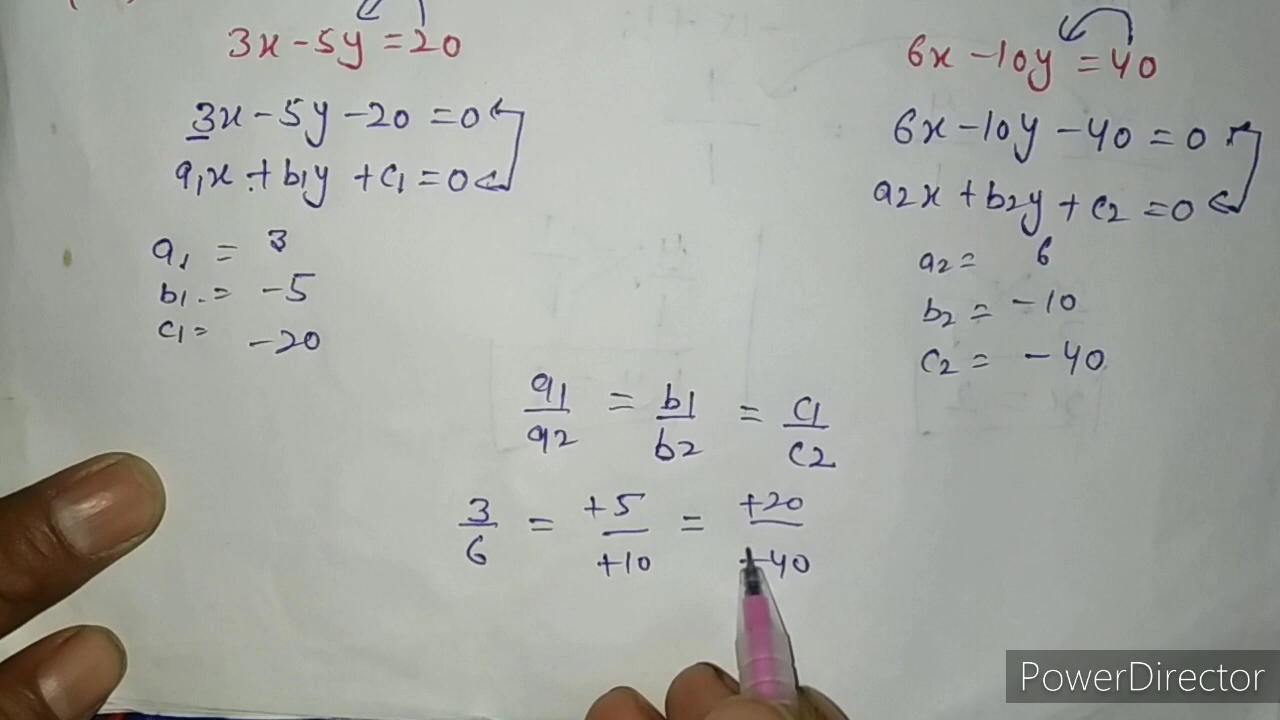 3x - 5y = 20
3x - 5y - 20 = 0
a1x + b1y + c1 = 0
a1 = 3
b1 = -5
c1 = -20
6x - 10y = 40
6x - 10y - 40 = 0
a2x + b2y + c2 = 0
a2 = 6
b2 = -10
c2 = -40
a1/a2 = b1/b2 = c1/c2
3/6 = +5/+10 = +20/+40
PowerDirector